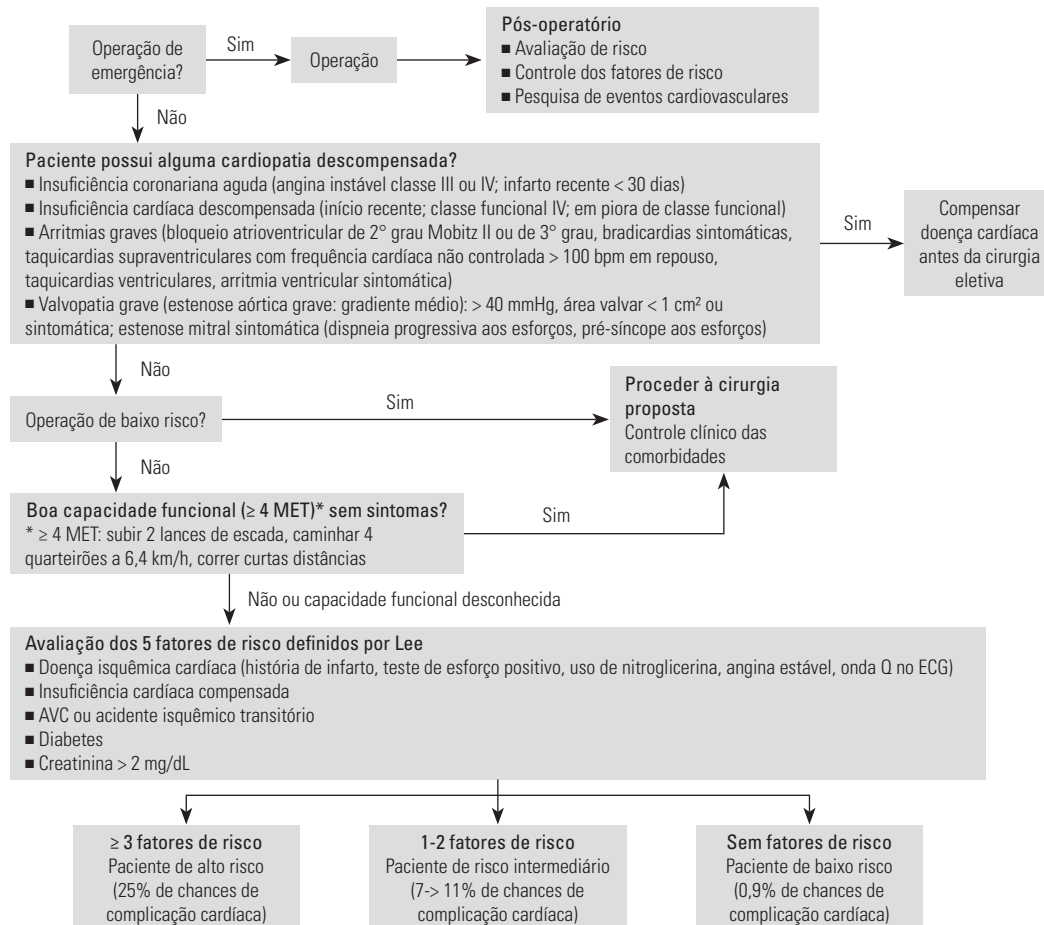 Operação de
emergência?
Sim
Operação
Pós-operatório
■ Avaliação de risco
■ Controle dos fatores de risco
■ Pesquisa de eventos cardiovasculares
Não
Paciente possui alguma cardiopatia descompensada?
■ Insuficiência coronariana aguda (angina instável classe III ou IV; infarto recente < 30 dias)
■ Insuficiência cardíaca descompensada (início recente; classe funcional IV; em piora de classe funcional)
■ Arritmias graves (bloqueio atrioventricular de 2° grau Mobitz II ou de 3° grau, bradicardias sintomáticas,
taquicardias supraventriculares com frequência cardíaca não controlada > 100 bpm em repouso,
taquicardias ventriculares, arritmia ventricular sintomática)
■ Valvopatia grave (estenose aórtica grave: gradiente médio): > 40 mmHg, área valvar < 1 cm² ou
sintomática; estenose mitral sintomática (dispneia progressiva aos esforços, pré-síncope aos esforços)
Sim
Compensar
doença cardíaca
antes da cirurgia
eletiva
Não
Operação de baixo risco?
Sim
Proceder à cirurgia
proposta
Controle clínico das
comorbidades
Não
Boa capacidade funcional (≥ 4 MET)* sem sintomas?
* ≥ 4 MET: subir 2 lances de escada, caminhar 4
quarteirões a 6,4 km/h, correr curtas distâncias
Sim
Não ou capacidade funcional desconhecida
Avaliação dos 5 fatores de risco definidos por Lee
■ Doença isquêmica cardíaca (história de infarto, teste de esforço positivo, uso de nitroglicerina, angina estável, onda Q no ECG)
■ Insuficiência cardíaca compensada
■ AVC ou acidente isquêmico transitório
■ Diabetes
■ Creatinina > 2 mg/dL
≥ 3 fatores de risco
Paciente de alto risco
(25% de chances de
complicação cardíaca)
1-2 fatores de risco
Paciente de risco intermediário
(7-> 11% de chances de
complicação cardíaca)
Sem fatores de risco
Paciente de baixo risco
(0,9% de chances de
complicação cardíaca)